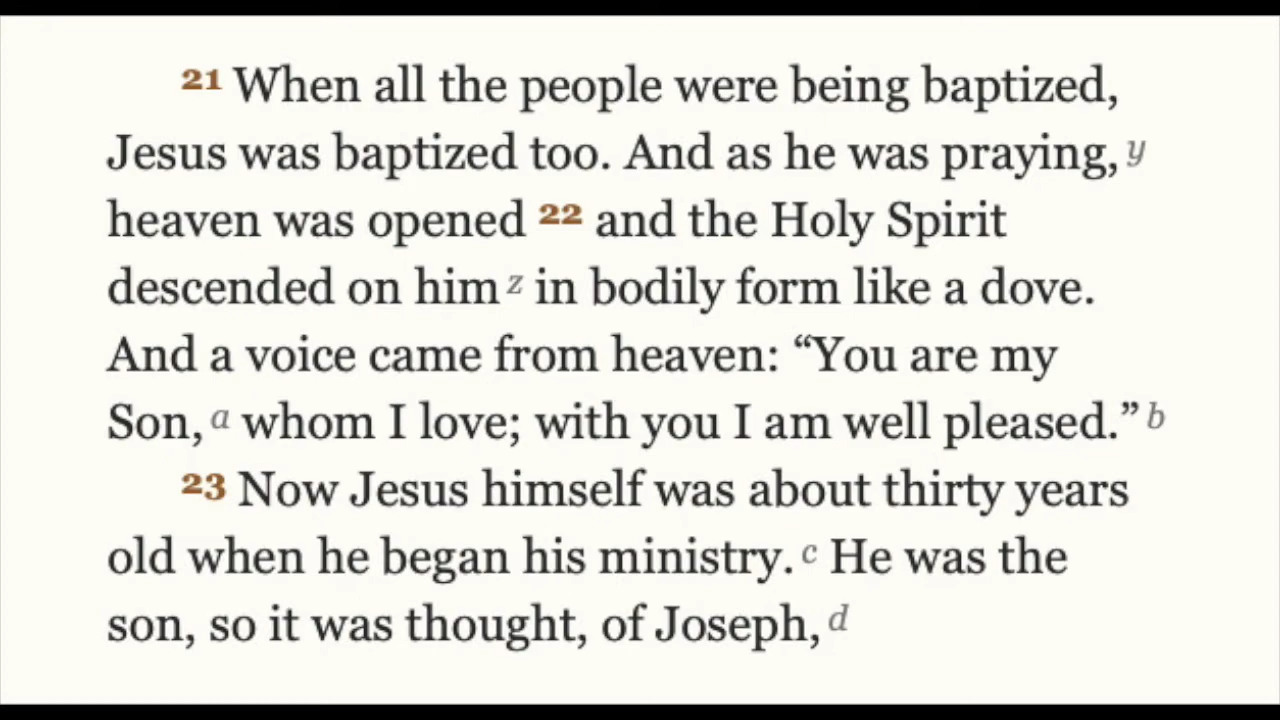 21 When all the people were being baptized,
Jesus was baptized too. And as he was praying, y
heaven was opened 22 and the Holy Spirit
descended on him z in bodily form like a dove.
And a voice came from heaven: “You are my
Son, a whom I love; with you I am well pleased.” b
23 Now Jesus himself was about thirty years
old when he began his ministry. c He was the
son, so it was thought, of Joseph, d